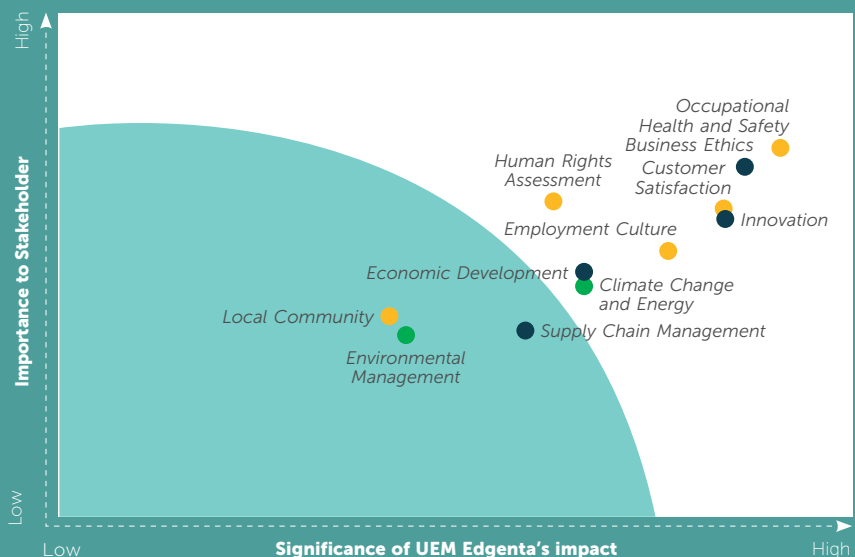 High
Importance to Stakeholder
Low
Occupational
Health and Safety
Business Ethics
Customer
Satisfaction
Innovation
Human Rights
Assessment
Employment Culture
Economic Development
Climate Change
and Energy
Local Community
Supply Chain Management
Environmental
Management
Low
Significance of UEM Edgenta's impact
High